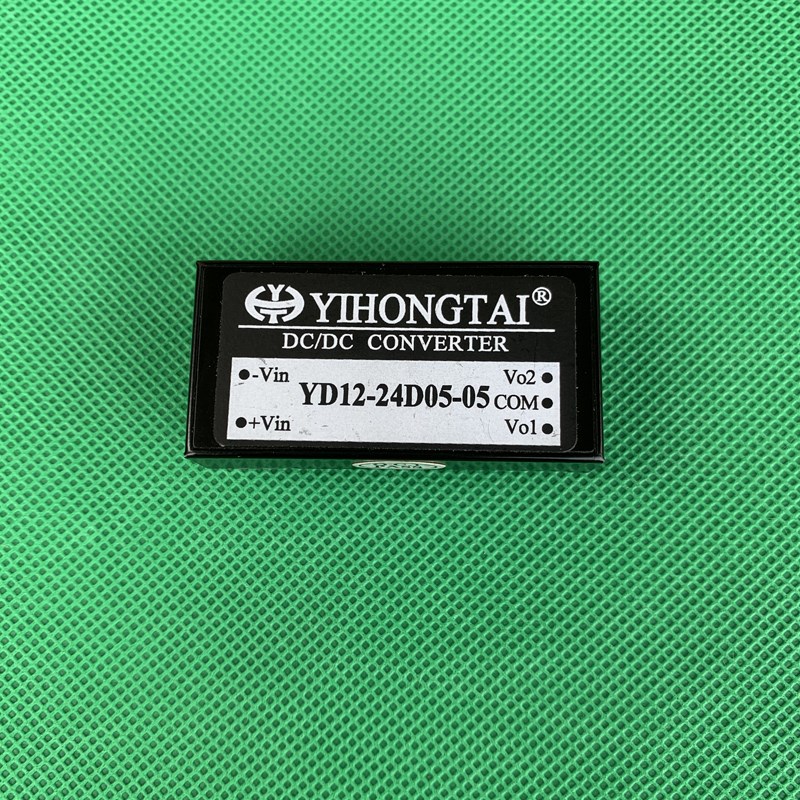 YIHONGTAI®
DC/DC CONVERTER
-Vin
YD12-24D05-05
Vo2
COM
+Vin
Vo1